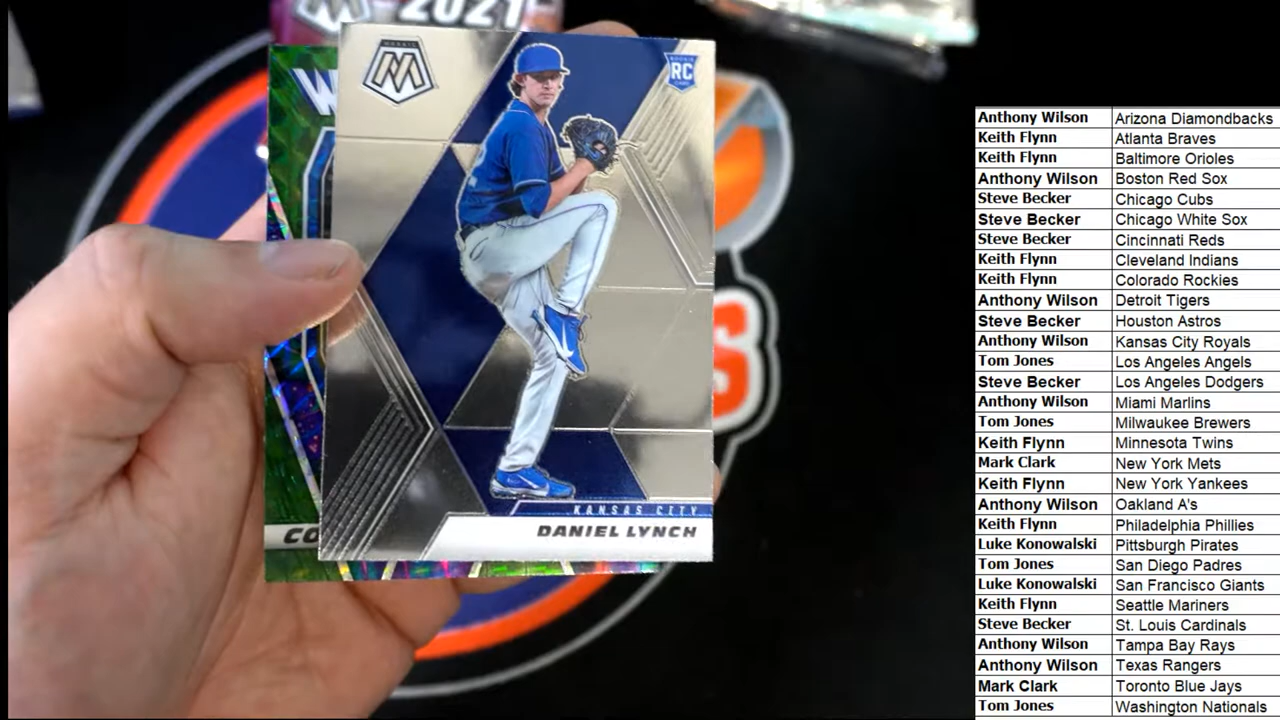 2021
W
M
ROOKIE
RC
CARD
KANSAS CITY
DANIEL LYNCH
CO
S
Anthony Wilson Arizona Diamondbacks
Keith Flynn Atlanta Braves
Keith Flynn Baltimore Orioles
Anthony Wilson Boston Red Sox
Steve Becker Chicago Cubs
Steve Becker Chicago White Sox
Steve Becker Cincinnati Reds
Keith Flynn Cleveland Indians
Keith Flynn Colorado Rockies
Anthony Wilson Detroit Tigers
Steve Becker Houston Astros
Anthony Wilson Kansas City Royals
Tom Jones Los Angeles Angels
Steve Becker Los Angeles Dodgers
Anthony Wilson Miami Marlins
Tom Jones Milwaukee Brewers
Keith Flynn Minnesota Twins
Mark Clark New York Mets
Keith Flynn New York Yankees
Anthony Wilson Oakland A's
Keith Flynn Philadelphia Phillies
Luke Konowalski Pittsburgh Pirates
Tom Jones San Diego Padres
Luke Konowalski San Francisco Giants
Keith Flynn Seattle Mariners
Steve Becker St. Louis Cardinals
Anthony Wilson Tampa Bay Rays
Anthony Wilson Texas Rangers
Mark Clark Toronto Blue Jays
Tom Jones Washington Nationals